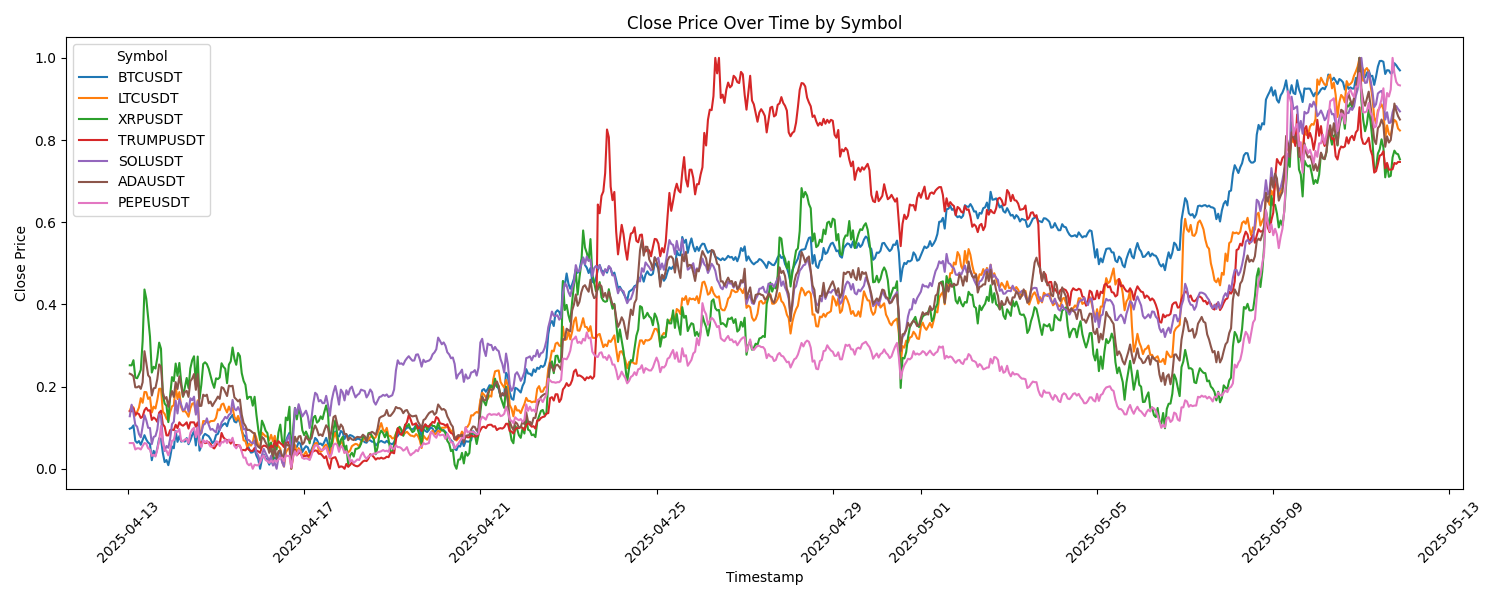 Close Price Over Time by Symbol
Close Price
1.0
0.8
0.6
0.4
0.2
0.0
Symbol
BTCUSDT
LTCUSDT
XRPUSDT
TRUMPUSDT
SOLUSDT
ADAUSDT
PEPEUSDT
2025-04-13
2025-04-17
2025-04-21
2025-04-25
2025-04-29
2025-05-01
2025-05-05
2025-05-09
2025-05-13
Timestamp